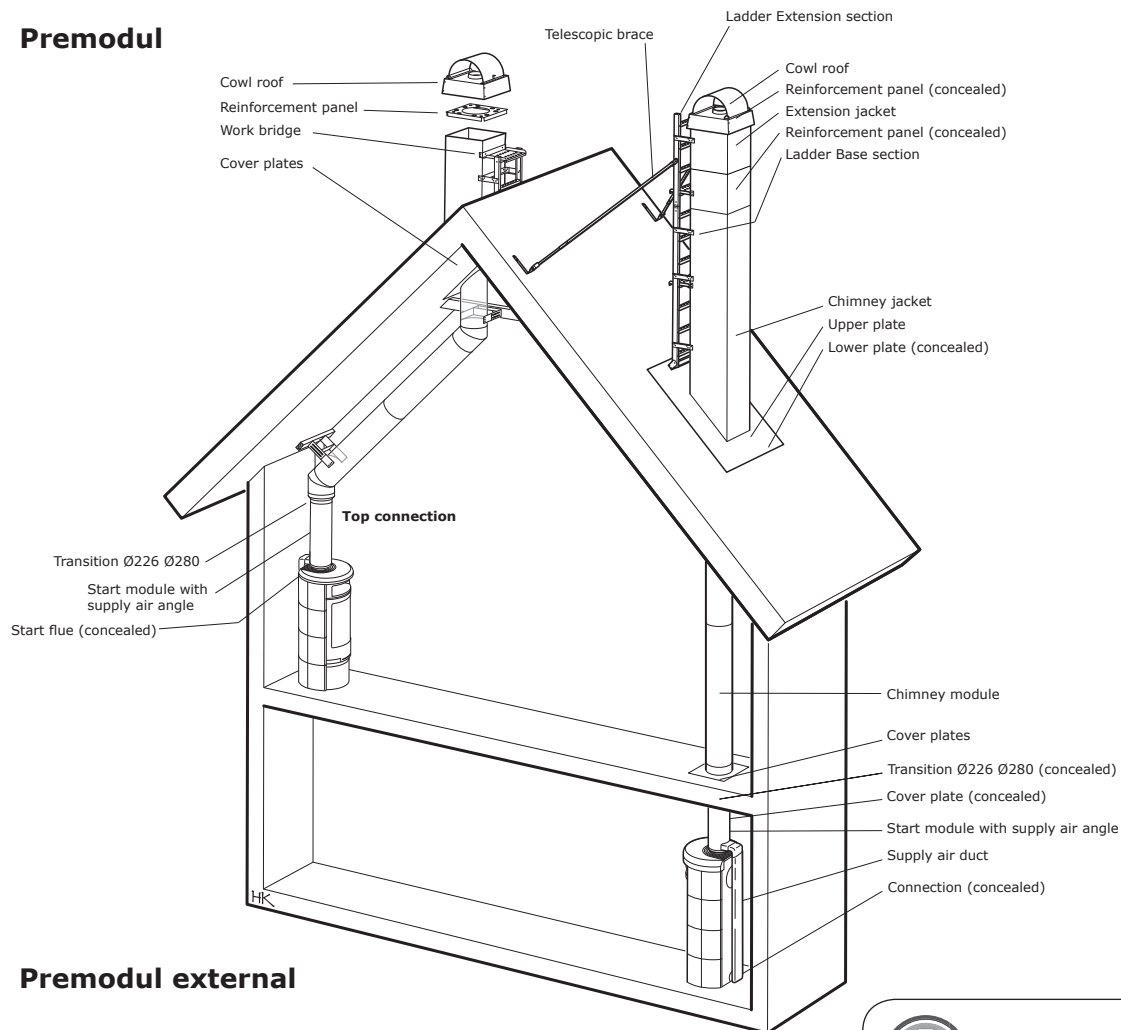 Premodul
Cowl roof
Reinforcement panel
Work bridge
Cover plates
Telescopic brace
Ladder Extension section
Cowl roof
Reinforcement panel (concealed)
Extension jacket
Reinforcement panel (concealed)
Ladder Base section
Chimney jacket
Upper plate
Lower plate (concealed)
Top connection
Transition Ø226 Ø280
Start module with
supply air angle
Start flue (concealed)
Chimney module
Cover plates
Transition Ø226 Ø280 (concealed)
Cover plate (concealed)
Start module with supply air angle
Supply air duct
Connection (concealed)
HK
Premodul external